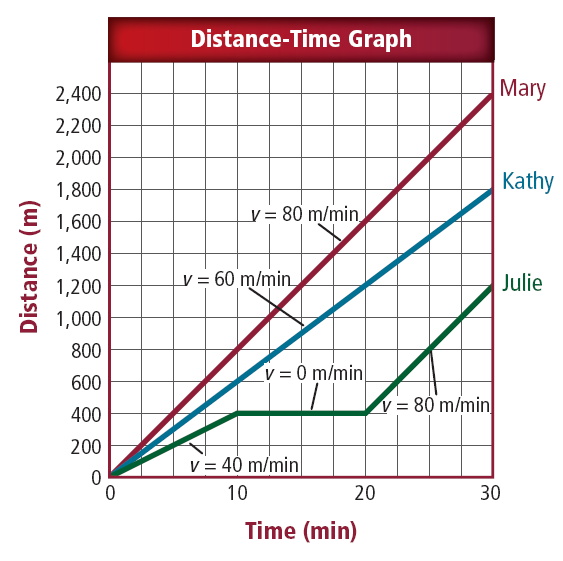 Distance-Time Graph
Mary
Kathy
Julie
2,400
2,200
2,000
1,800
1,600
1,400
1,200
1,000
800
600
400
200
0
v = 80 m/min
v = 60 m/min
v = 0 m/min
v = 80 m/min
v = 40 m/min
0
10
20
30
Distance (m)
Time (min)